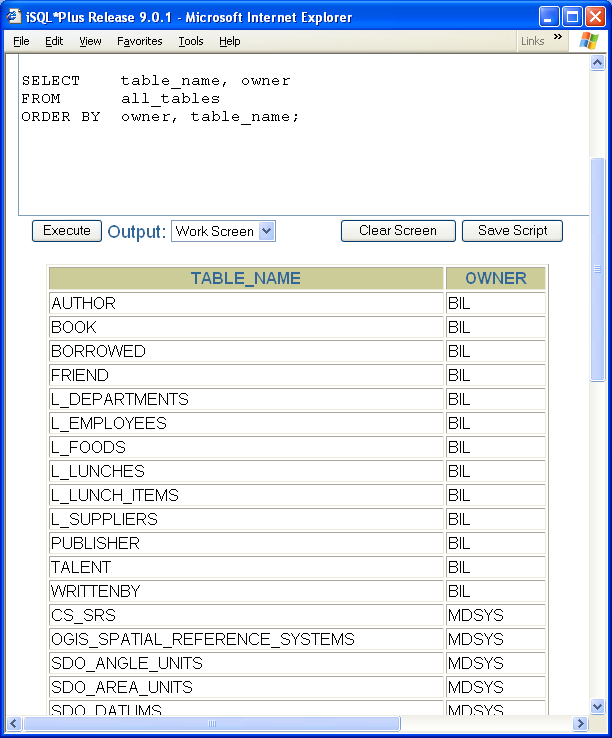 iSQL*Plus Release 9.0.1 - Microsoft Internet Explorer
File Edit View Favorites Tools Help Links »
SELECT table_name, owner
FROM all_tables
ORDER BY owner, table_name;
Execute Output: Work Screen Clear Screen Save Script
TABLE_NAME OWNER
AUTHOR BIL
BOOK BIL
BORROWED BIL
FRIEND BIL
L_DEPARTMENTS BIL
L_EMPLOYEES BIL
L_FOODS BIL
L_LUNCHES BIL
L_LUNCH_ITEMS BIL
L_SUPPLIERS BIL
PUBLISHER BIL
TALENT BIL
WRITTENBY BIL
CS_SRS MDSYS
OGIS_SPATIAL_REFERENCE_SYSTEMS MDSYS
SDO_ANGLE_UNITS MDSYS
SDO_AREA_UNITS MDSYS
SDO_DATUMS MDSYS